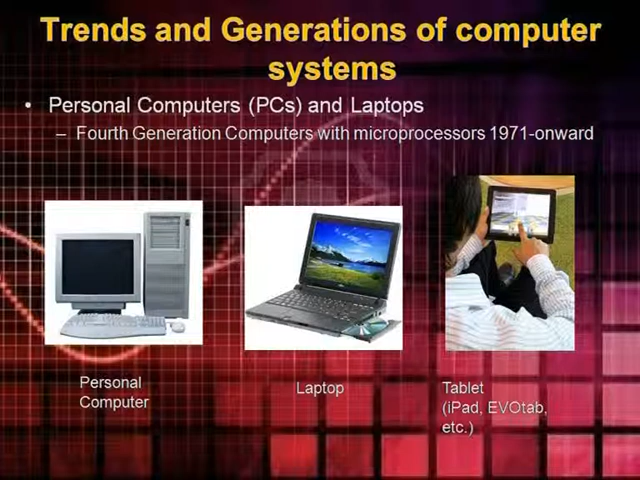 Trends and Generations of computer
systems
• Personal Computers (PCs) and Laptops
– Fourth Generation Computers with microprocessors 1971-onward
Personal
Computer
Laptop
Tablet
(iPad, EVOtab,
etc.)